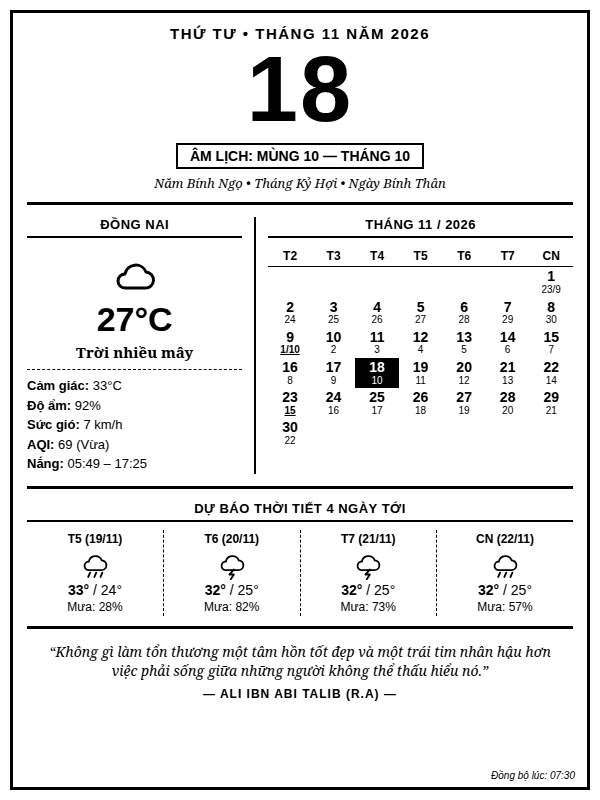 THỨ TƯ • THÁNG 11 NĂM 2026
18
ÂM LỊCH: MÙNG 10 — THÁNG 10
Năm Bính Ngọ • Tháng Kỷ Hợi • Ngày Bính Thân
ĐỒNG NAI
27°C
Trời nhiều mây
Cảm giác: 33°C
Độ ẩm: 92%
Sức gió: 7 km/h
AQI: 69 (Vừa)
Nắng: 05:49 – 17:25
THÁNG 11 / 2026
T2 T3 T4 T5 T6 T7 CN
1
23/9
2 3 4 5 6 7 8
24 25 26 27 28 29 30
9 10 11 12 13 14 15
1/10 2 3 4 5 6 7
16 17 18 19 20 21 22
8 9 10 11 12 13 14
23 24 25 26 27 28 29
15 16 17 18 19 20 21
30
22
DỰ BÁO THỜI TIẾT 4 NGÀY TỚI
T5 (19/11)
33° / 24°
Mưa: 28%
T6 (20/11)
32° / 25°
Mưa: 82%
T7 (21/11)
32° / 25°
Mưa: 73%
CN (22/11)
32° / 25°
Mưa: 57%
“Không gì làm tổn thương một tâm hồn tốt đẹp và một trái tim nhân hậu hơn
việc phải sống giữa những người không thể thấu hiểu nó.”
— ALI IBN ABI TALIB (R.A) —
Đồng bộ lúc: 07:30